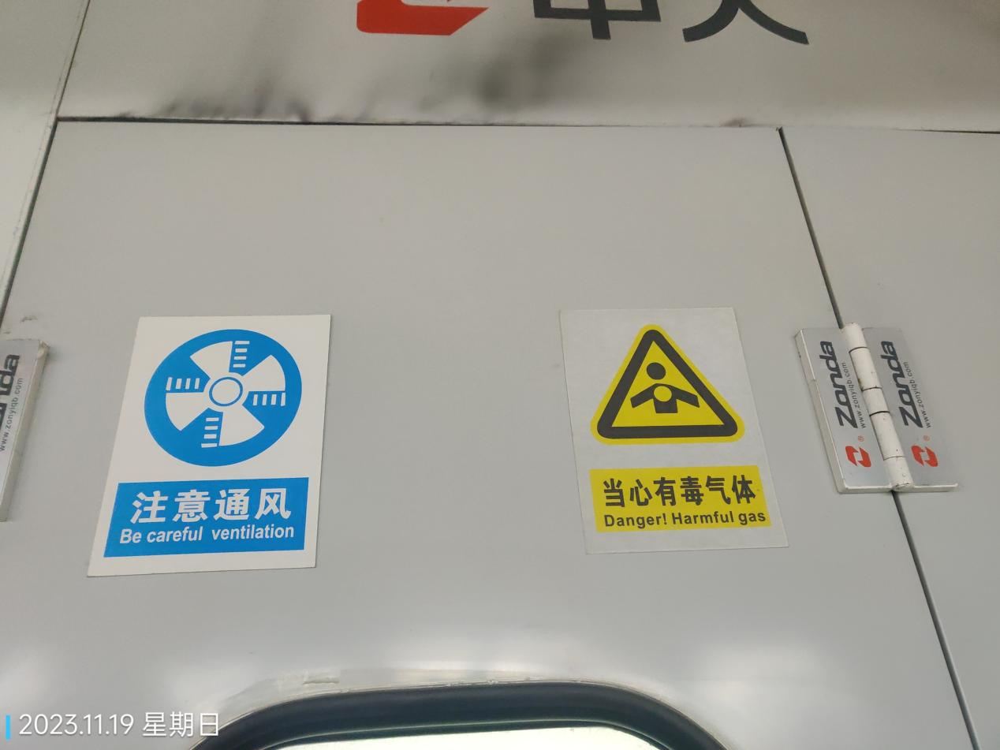 注意通风
Be careful ventilation
当心有毒气体
Danger! Harmful gas
Zonda
www.zonyiqb.com
Zonda
www.zonyiqb.com
2023.11.19 星期日